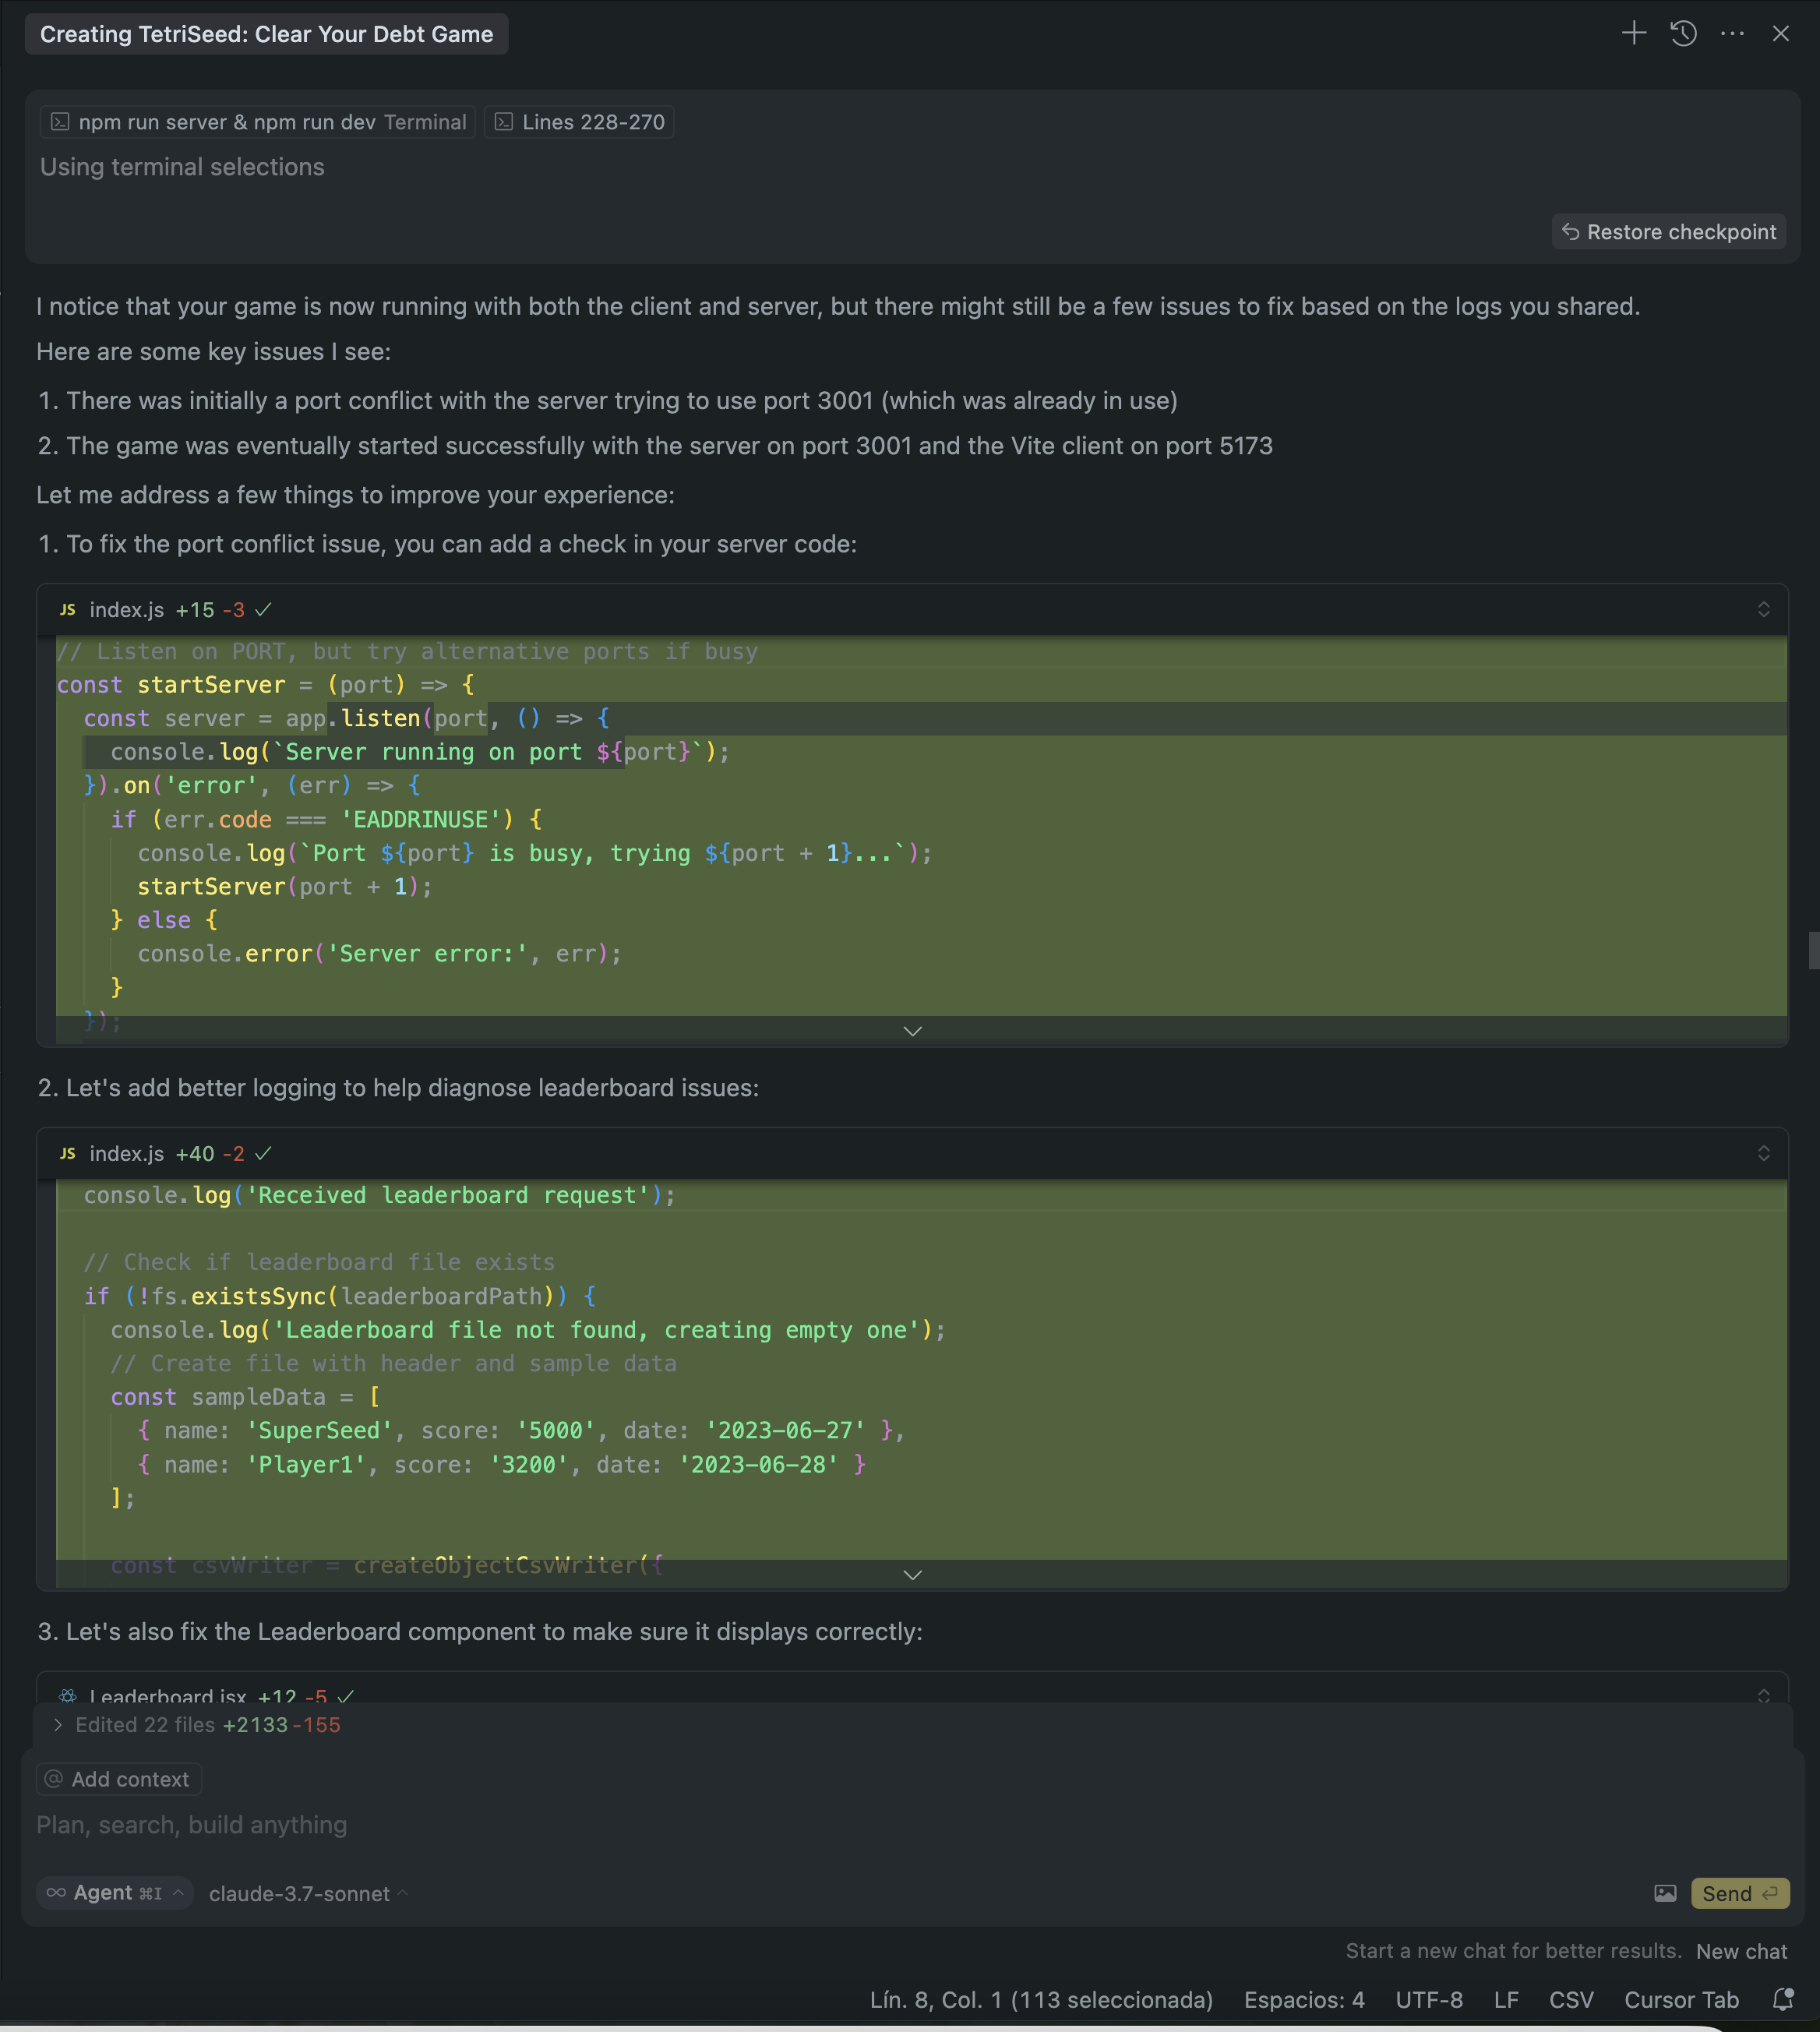 Creating TetriSeed: Clear Your Debt Game
npm run server & npm run dev Terminal
Lines 228-270
Using terminal selections
Restore checkpoint
I notice that your game is now running with both the client and server, but there might still be a few issues to fix based on the logs you shared.
Here are some key issues I see:
1. There was initially a port conflict with the server trying to use port 3001 (which was already in use)
2. The game was eventually started successfully with the server on port 3001 and the Vite client on port 5173
Let me address a few things to improve your experience:
1. To fix the port conflict issue, you can add a check in your server code:
JS index.js +15 -3
// Listen on PORT, but try alternative ports if busy
const startServer = (port) => {
  const server = app.listen(port, () => {
    console.log(`Server running on port ${port}`);
  }).on('error', (err) => {
    if (err.code === 'EADDRINUSE') {
      console.log(`Port ${port} is busy, trying ${port + 1}...`);
      startServer(port + 1);
    } else {
      console.error('Server error:', err);
    }
  });
2. Let's add better logging to help diagnose leaderboard issues:
JS index.js +40 -2
  console.log('Received leaderboard request');
  // Check if leaderboard file exists
  if (!fs.existsSync(leaderboardPath)) {
    console.log('Leaderboard file not found, creating empty one');
    // Create file with header and sample data
    const sampleData = [
      { name: 'SuperSeed', score: '5000', date: '2023-06-27' },
      { name: 'Player1', score: '3200', date: '2023-06-28' }
    ];
    const csvWriter = createObjectCsvWriter({
3. Let's also fix the Leaderboard component to make sure it displays correctly:
Leaderboard.jsx +12 -5
Edited 22 files +2133 -155
@ Add context
Plan, search, build anything
∞ Agent ⌘I
claude-3.7-sonnet
Send
Start a new chat for better results. New chat
Lín. 8, Col. 1 (113 seleccionada) Espacios: 4 UTF-8 LF CSV Cursor Tab